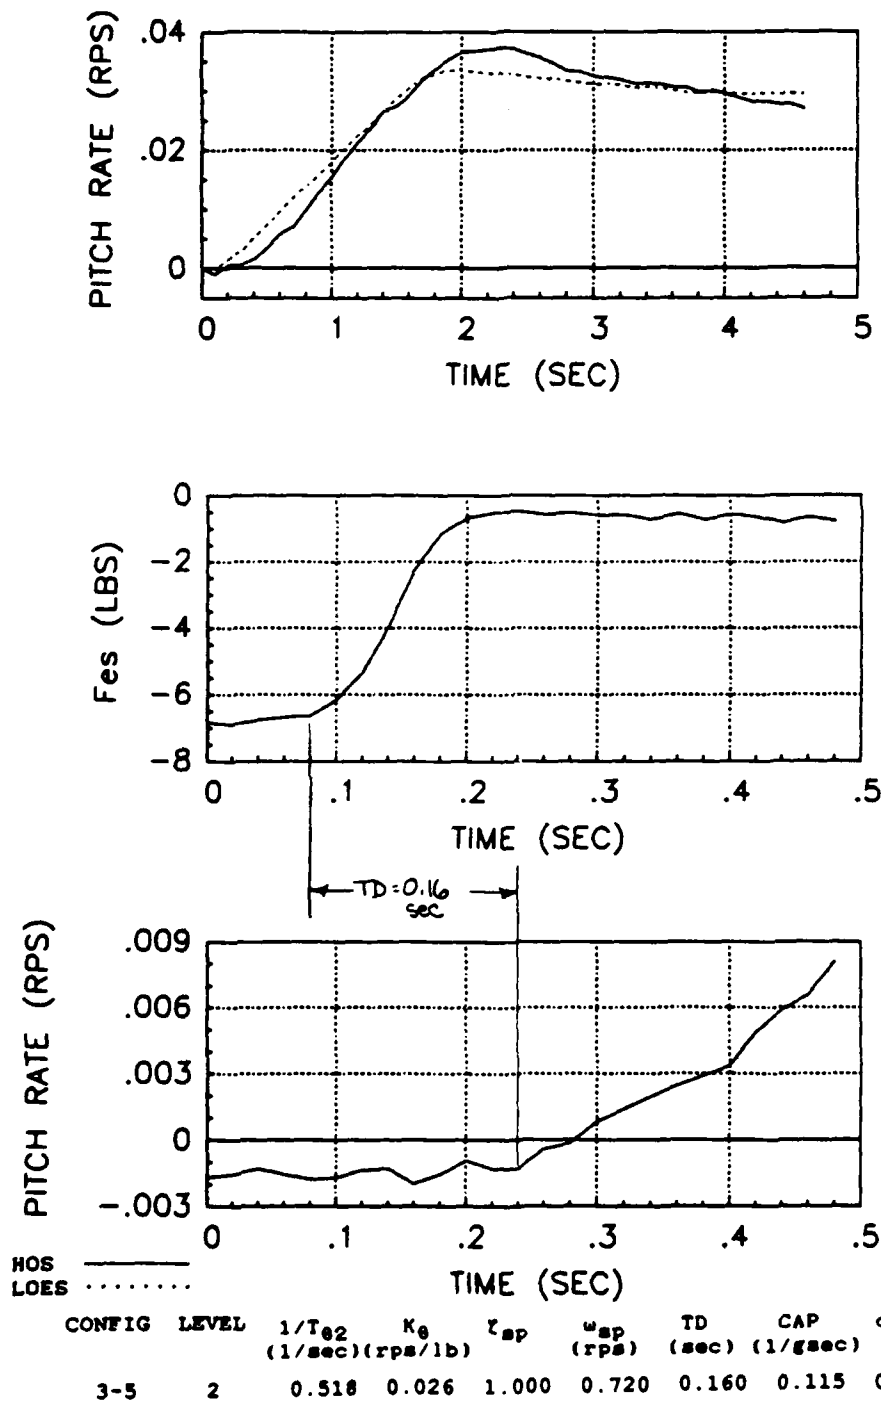 PITCH RATE (RPS)
.04
.02
0
0 1 2 3 4 5
TIME (SEC)
Fes (LBS)
0
-2
-4
-6
-8
0 .1 .2 .3 .4 .5
TIME (SEC)
TD=0.16
sec
PITCH RATE (RPS)
.009
.006
.003
0
-.003
0 .1 .2 .3 .4 .5
TIME (SEC)
HOS
LOES
CONFIG LEVEL 1/Tθ2 Kθ ζsp ωsp TD CAP
(1/sec) (rps/lb) (rps) (sec) (1/gsec)
3-5 2 0.518 0.026 1.000 0.720 0.160 0.115